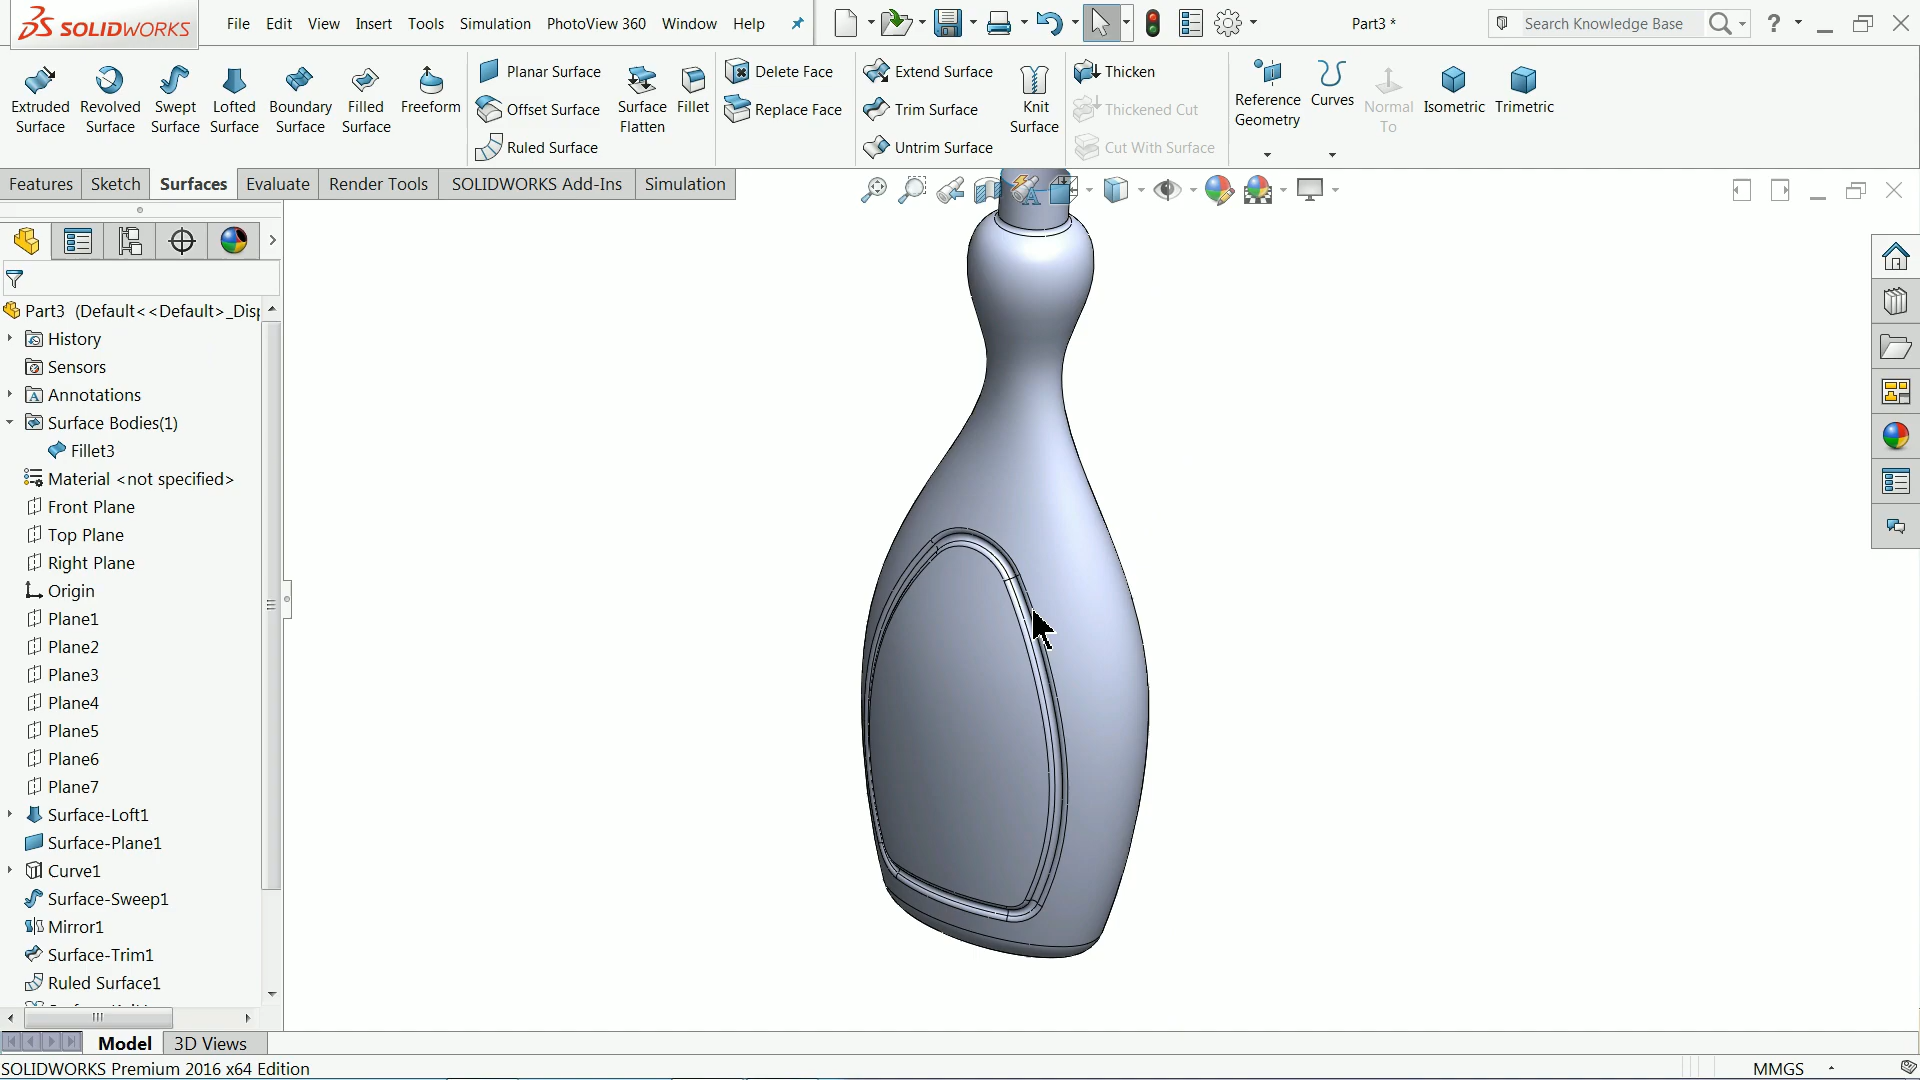 SOLIDWORKS
File Edit View Insert Tools Simulation PhotoView 360 Window Help
Part3 *
Search Knowledge Base
Extruded Surface
Revolved Surface
Swept Surface
Lofted Surface
Boundary Surface
Filled Surface
Freeform
Planar Surface
Offset Surface
Ruled Surface
Surface Flatten
Fillet
Delete Face
Replace Face
Extend Surface
Trim Surface
Untrim Surface
Knit Surface
Thicken
Thickened Cut
Cut With Surface
Reference Geometry
Curves
Normal To
Isometric
Trimetric
Features Sketch Surfaces Evaluate Render Tools SOLIDWORKS Add-Ins Simulation
Part3 (Default<<Default>_Disp
History
Sensors
Annotations
Surface Bodies(1)
Fillet3
Material <not specified>
Front Plane
Top Plane
Right Plane
Origin
Plane1
Plane2
Plane3
Plane4
Plane5
Plane6
Plane7
Surface-Loft1
Surface-Plane1
Curve1
Surface-Sweep1
Mirror1
Surface-Trim1
Ruled Surface1
Model 3D Views
SOLIDWORKS Premium 2016 x64 Edition
MMGS